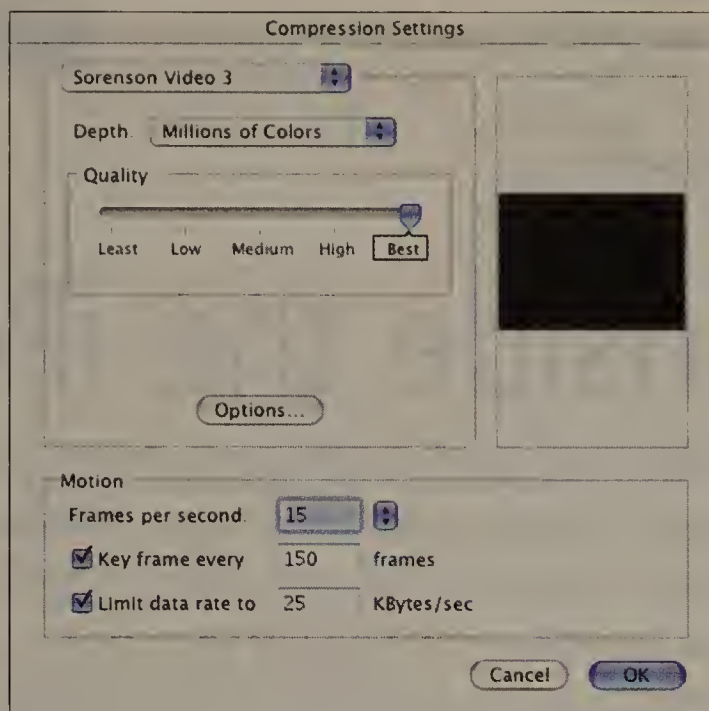 Compression Settings
Sorenson Video 3
Depth. Millions of Colors
Quality
Least Low Medium High Best
Options...
Motion
Frames per second. 15
Key frame every 150 frames
Limit data rate to 25 KBytes/sec
Cancel OK